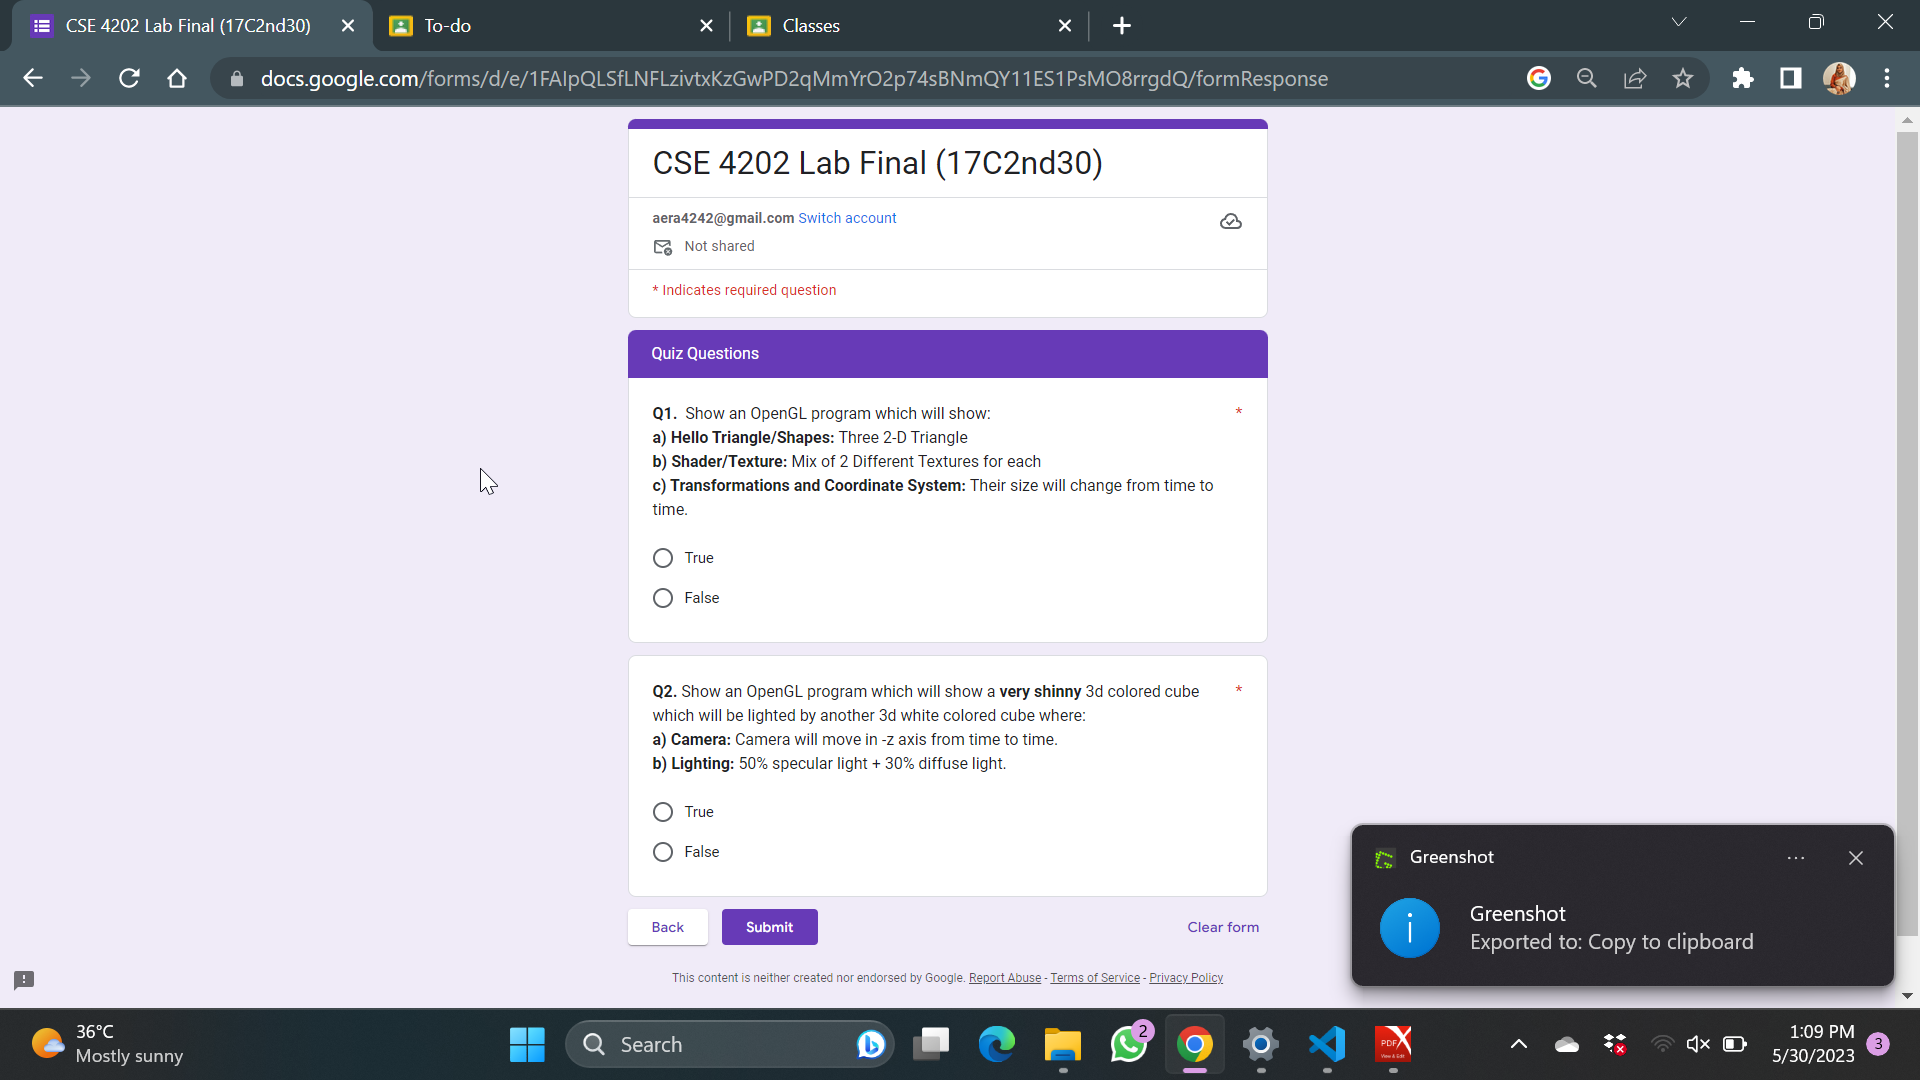 CSE 4202 Lab Final (17C2nd30)
To-do
Classes
docs.google.com/forms/d/e/1FAIpQLSfLNFLzivtxKzGwPD2qMmYrO2p74sBNmQY11ES1PsMO8rrgdQ/formResponse
CSE 4202 Lab Final (17C2nd30)
aera4242@gmail.com Switch account
Not shared
* Indicates required question
Quiz Questions
Q1. Show an OpenGL program which will show: *
a) Hello Triangle/Shapes: Three 2-D Triangle
b) Shader/Texture: Mix of 2 Different Textures for each
c) Transformations and Coordinate System: Their size will change from time to
time.
True
False
Q2. Show an OpenGL program which will show a very shinny 3d colored cube *
which will be lighted by another 3d white colored cube where:
a) Camera: Camera will move in -z axis from time to time.
b) Lighting: 50% specular light + 30% diffuse light.
True
False
Back
Submit
Clear form
This content is neither created nor endorsed by Google. Report Abuse - Terms of Service - Privacy Policy
Greenshot
Greenshot
Exported to: Copy to clipboard
36°C
Mostly sunny
Search
2
PDF
View & Edit
1:09 PM
5/30/2023
3